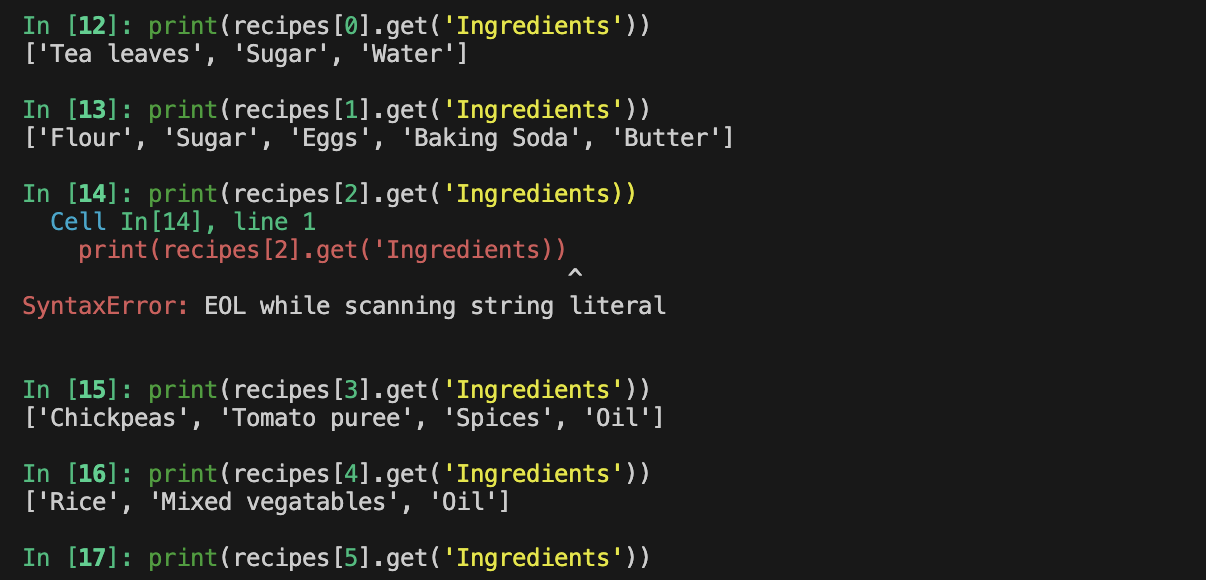 In [12]: print(recipes[0].get('Ingredients'))
['Tea leaves', 'Sugar', 'Water']
In [13]: print(recipes[1].get('Ingredients'))
['Flour', 'Sugar', 'Eggs', 'Baking Soda', 'Butter']
In [14]: print(recipes[2].get('Ingredients))
  Cell In[14], line 1
    print(recipes[2].get('Ingredients))
                                       ^
SyntaxError: EOL while scanning string literal
In [15]: print(recipes[3].get('Ingredients'))
['Chickpeas', 'Tomato puree', 'Spices', 'Oil']
In [16]: print(recipes[4].get('Ingredients'))
['Rice', 'Mixed vegatables', 'Oil']
In [17]: print(recipes[5].get('Ingredients'))